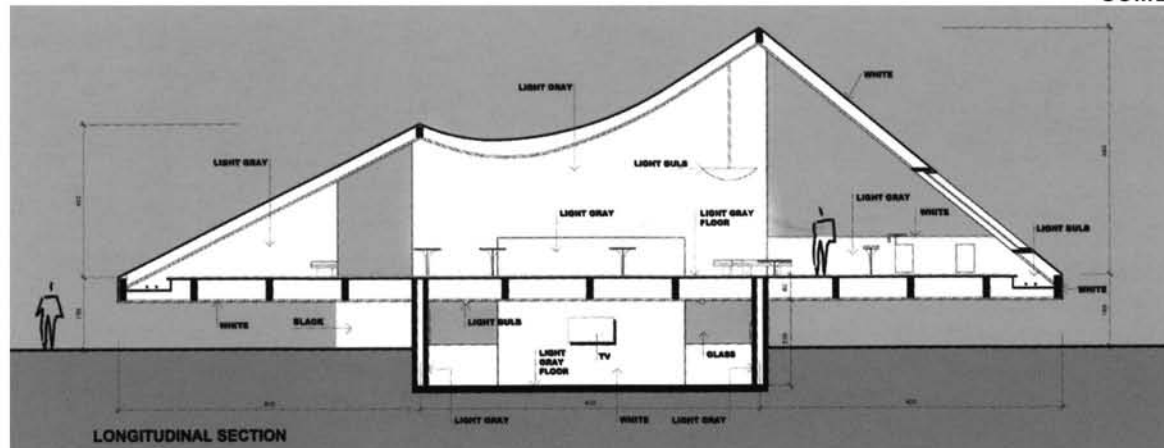 LIGHT GRAY
WHITE
LIGHT GRAY
LIGHT BULB
LIGHT GRAY
LIGHT GRAY
LIGHT GRAY
FLOOR
WHITE
LIGHT BULB
WHITE
BLACK
WHITE
LIGHT BULB
LIGHT
GRAY
FLOOR
TV
GLASS
LIGHT GRAY
WHITE
LIGHT GRAY
LONGITUDINAL SECTION